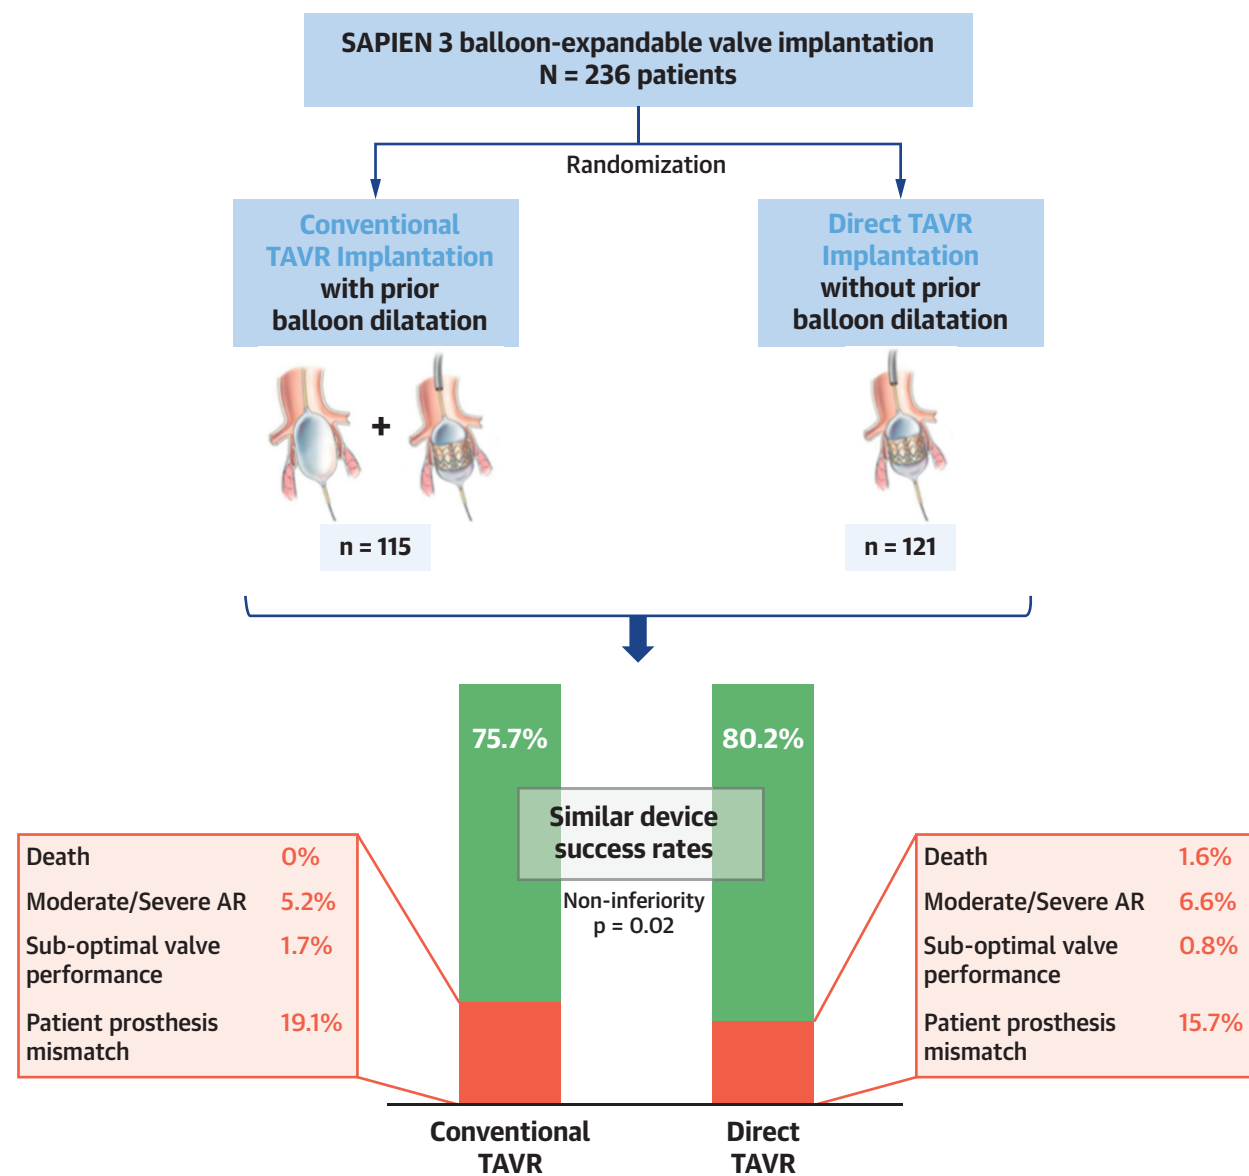 SAPIEN 3 balloon-expandable valve implantation
N = 236 patients
Randomization
Conventional
TAVR Implantation
with prior
balloon dilatation
Direct TAVR
Implantation
without prior
balloon dilatation
+
n = 115
n = 121
75.7%
80.2%
Similar device
success rates
Non-inferiority
p = 0.02
Death 0%
Moderate/Severe AR 5.2%
Sub-optimal valve 1.7%
performance
Patient prosthesis 19.1%
mismatch
Death 1.6%
Moderate/Severe AR 6.6%
Sub-optimal valve 0.8%
performance
Patient prosthesis 15.7%
mismatch
Conventional
TAVR
Direct
TAVR